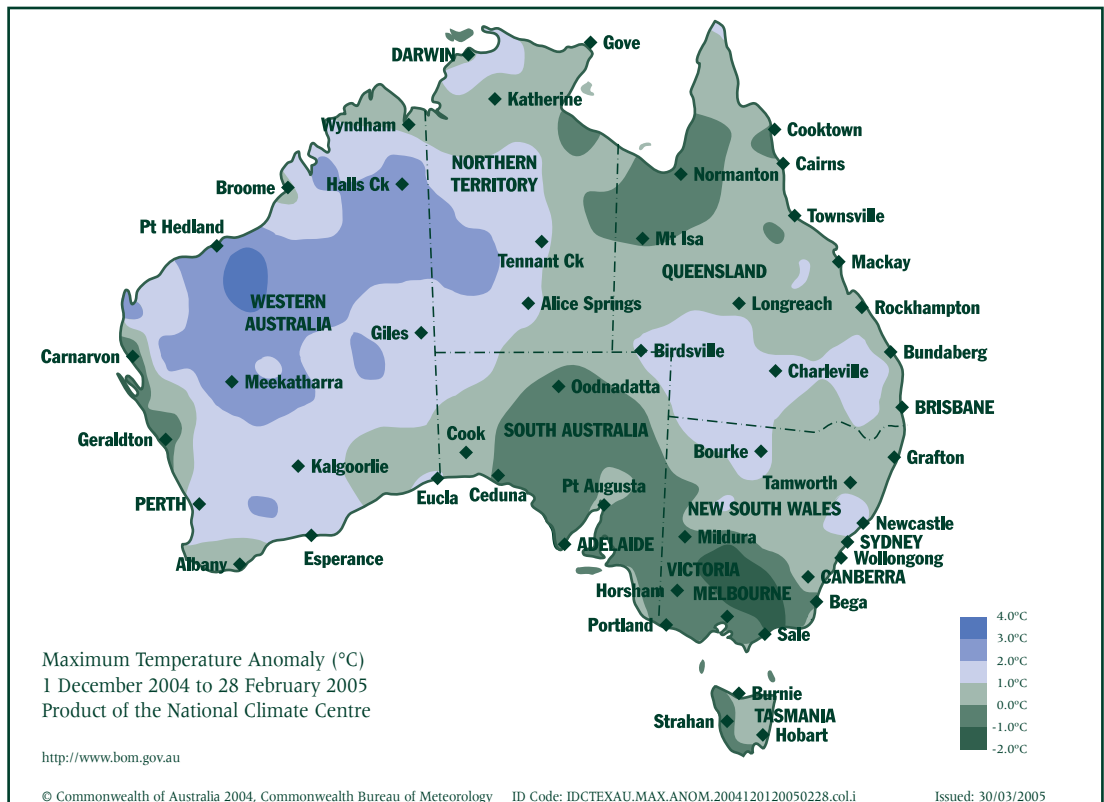 Gove
DARWIN
Katherine
Wyndham
Cooktown
NORTHERN
TERRITORY
Cairns
Normanton
Halls Ck
Broome
Townsville
Pt Hedland
Mt Isa
Tennant Ck
Mackay
QUEENSLAND
WESTERN
AUSTRALIA
Alice Springs
Longreach
Rockhampton
Giles
Carnarvon
Birdsville
Bundaberg
Charleville
Meekatharra
Oodnadatta
BRISBANE
Geraldton
Cook
SOUTH AUSTRALIA
Bourke
Grafton
Kalgoorlie
Tamworth
Pt Augusta
Eucla
Ceduna
PERTH
NEW SOUTH WALES
Newcastle
Mildura
SYDNEY
ADELAIDE
Esperance
Wollongong
Albany
VICTORIA
CANBERRA
Horsham
MELBOURNE
Bega
Portland
Sale
4.0°C
3.0°C
2.0°C
1.0°C
0.0°C
-1.0°C
-2.0°C
Burnie
Strahan
TASMANIA
Hobart
Maximum Temperature Anomaly (°C)
1 December 2004 to 28 February 2005
Product of the National Climate Centre
http://www.bom.gov.au
© Commonwealth of Australia 2004, Commonwealth Bureau of Meteorology ID Code: IDCTEXAU.MAX.ANOM.2004120120050228.col.i Issued: 30/03/2005